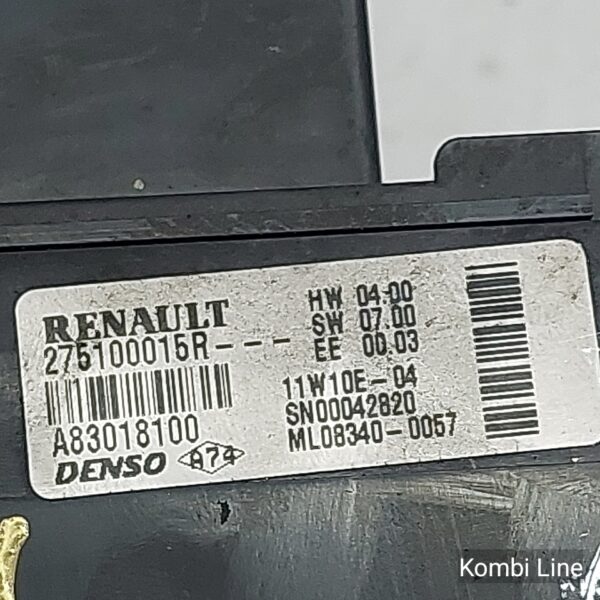 RENAULT
275100015R---
A83018100
DENSO A74
HW 04.00
SW 07.00
EE 00.03
11W10E-04
SN00042820
ML08340-0057
Kombi Line